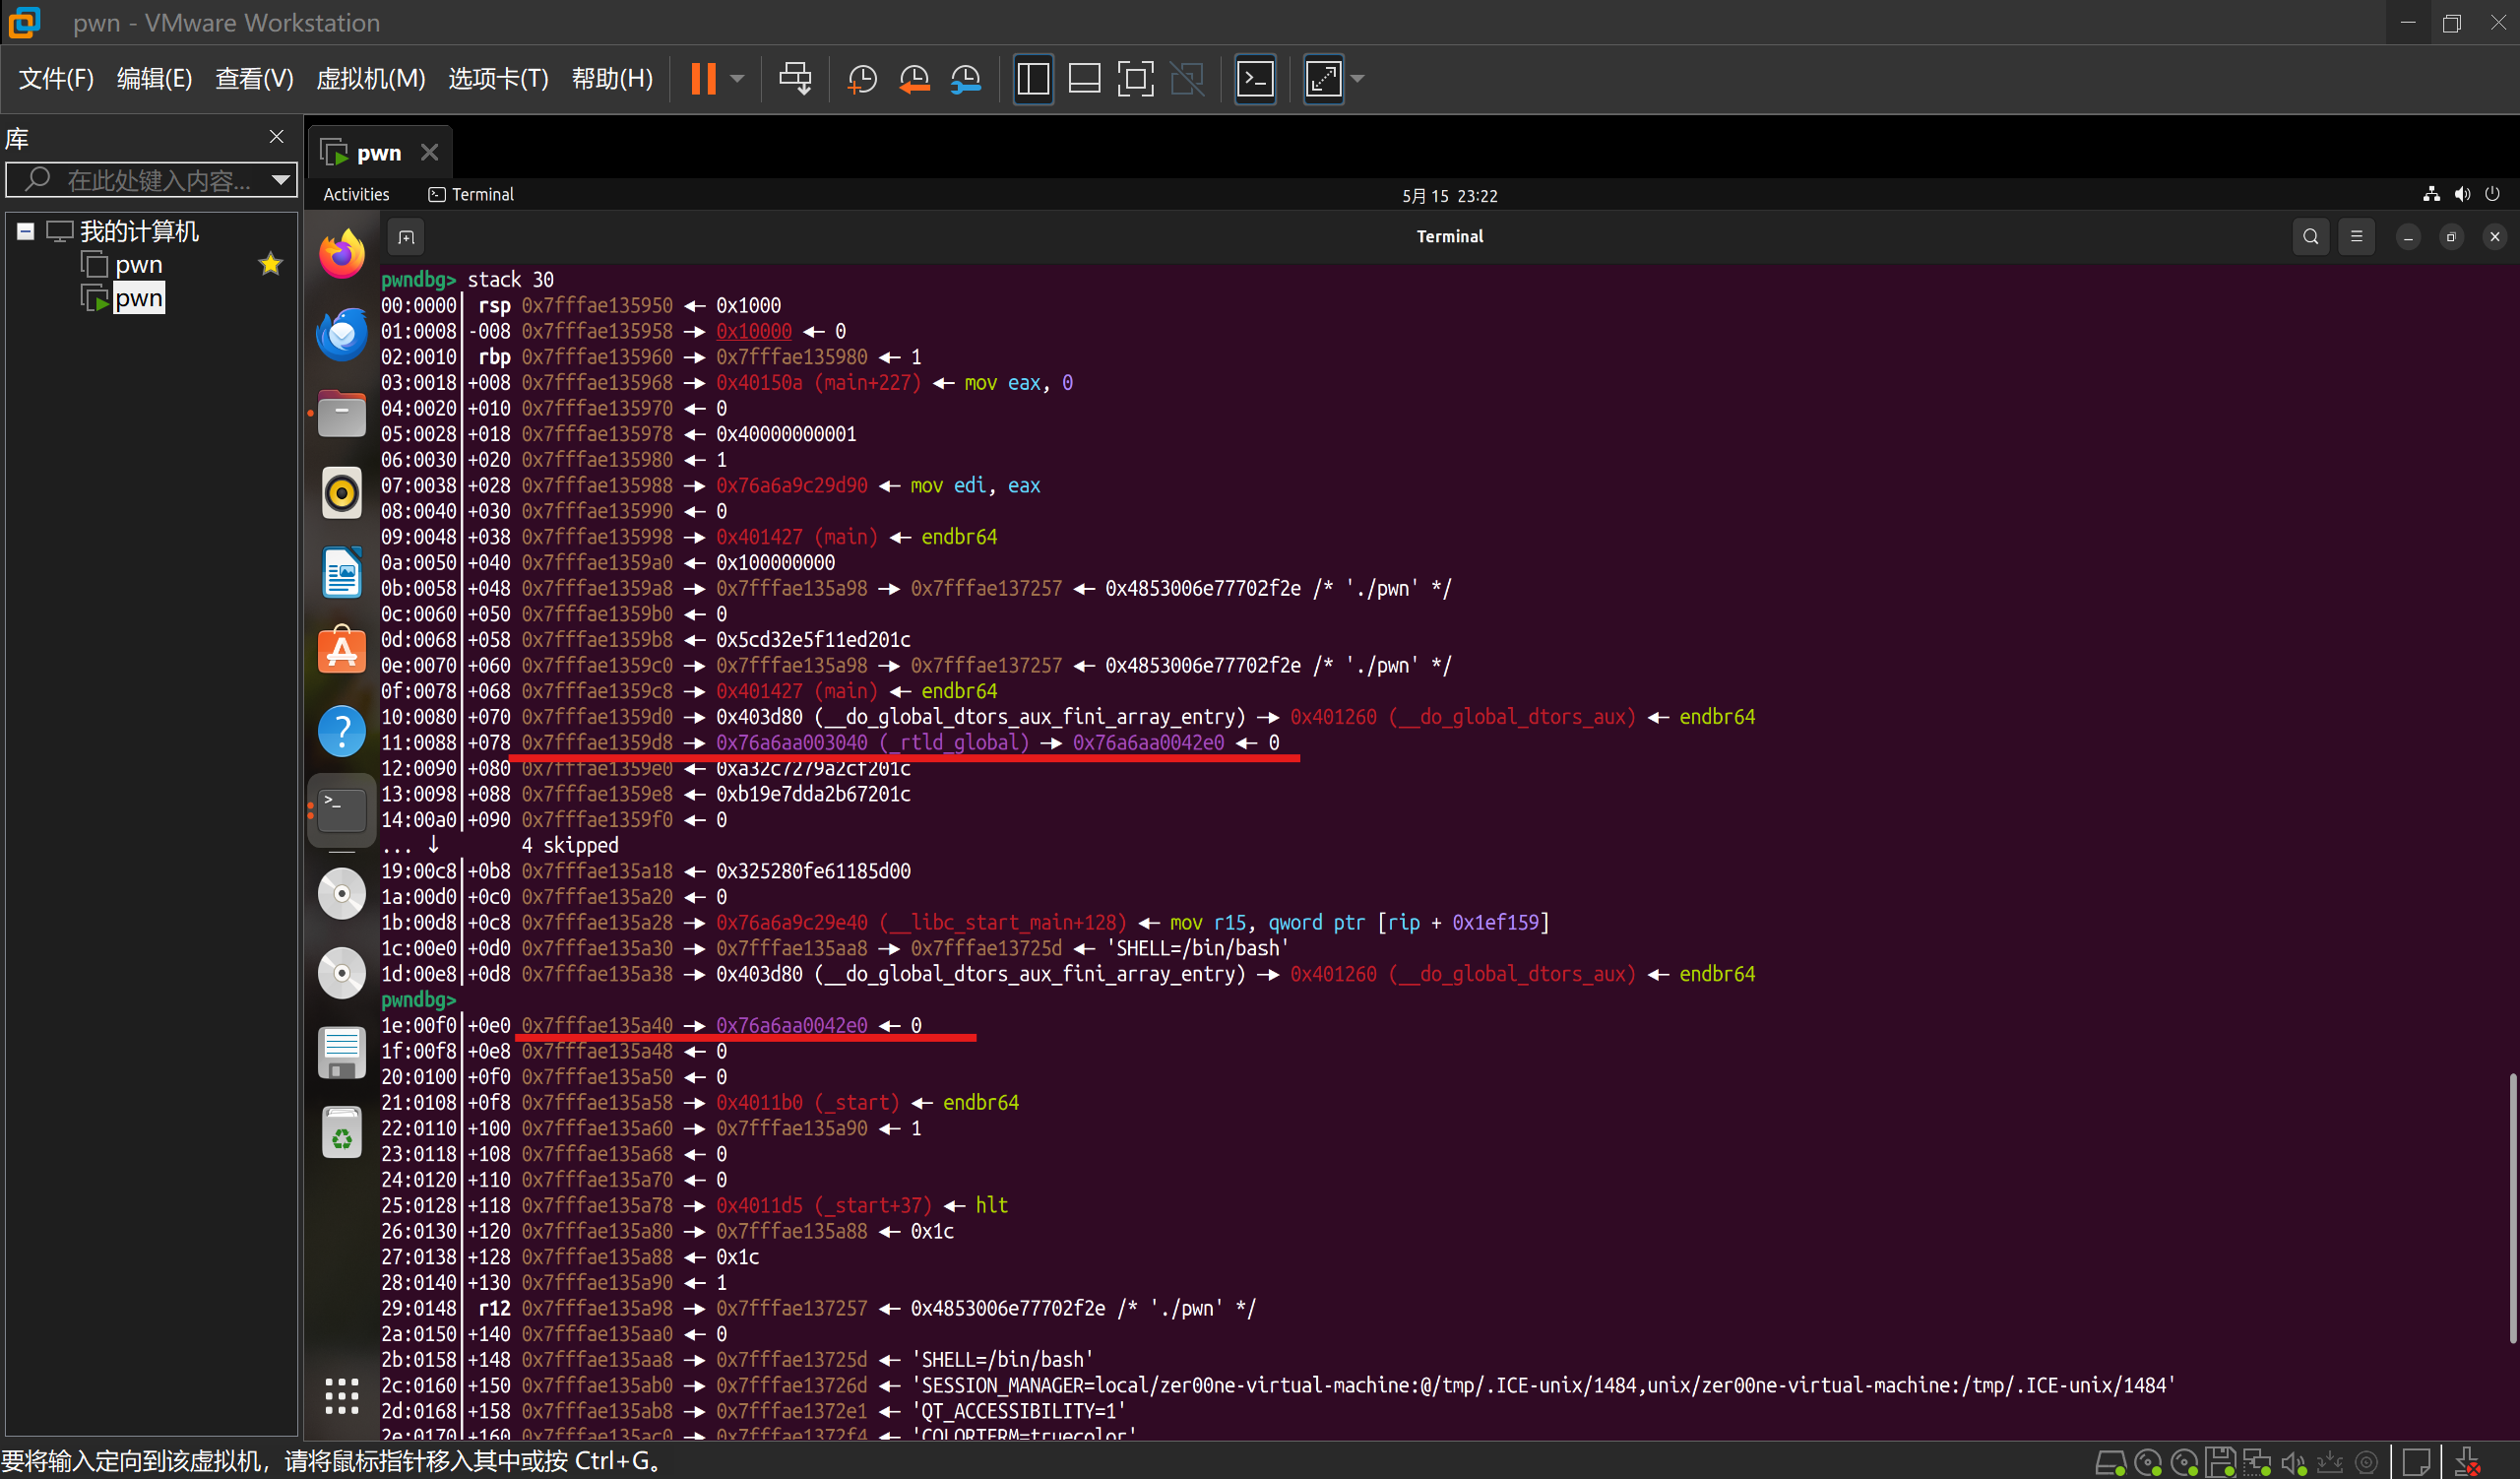 pwn - VMware Workstation
文件(F) 编辑(E) 查看(V) 虚拟机(M) 选项卡(T) 帮助(H)
库
在此处键入内容...
我的计算机
pwn
pwn
pwn
Activities Terminal 5月 15 23:22
Terminal
pwndbg> stack 30
00:0000│ rsp 0x7fffae135950 ◂— 0x1000
01:0008│-008 0x7fffae135958 —▸ 0x10000 ◂— 0
02:0010│ rbp 0x7fffae135960 —▸ 0x7fffae135980 ◂— 1
03:0018│+008 0x7fffae135968 —▸ 0x40150a (main+227) ◂— mov eax, 0
04:0020│+010 0x7fffae135970 ◂— 0
05:0028│+018 0x7fffae135978 ◂— 0x40000000001
06:0030│+020 0x7fffae135980 ◂— 1
07:0038│+028 0x7fffae135988 —▸ 0x76a6a9c29d90 ◂— mov edi, eax
08:0040│+030 0x7fffae135990 ◂— 0
09:0048│+038 0x7fffae135998 —▸ 0x401427 (main) ◂— endbr64
0a:0050│+040 0x7fffae1359a0 ◂— 0x100000000
0b:0058│+048 0x7fffae1359a8 —▸ 0x7fffae135a98 —▸ 0x7fffae137257 ◂— 0x4853006e77702f2e /* './pwn' */
0c:0060│+050 0x7fffae1359b0 ◂— 0
0d:0068│+058 0x7fffae1359b8 ◂— 0x5cd32e5f11ed201c
0e:0070│+060 0x7fffae1359c0 —▸ 0x7fffae135a98 —▸ 0x7fffae137257 ◂— 0x4853006e77702f2e /* './pwn' */
0f:0078│+068 0x7fffae1359c8 —▸ 0x401427 (main) ◂— endbr64
10:0080│+070 0x7fffae1359d0 —▸ 0x403d80 (__do_global_dtors_aux_fini_array_entry) —▸ 0x401260 (__do_global_dtors_aux) ◂— endbr64
11:0088│+078 0x7fffae1359d8 —▸ 0x76a6aa003040 (_rtld_global) —▸ 0x76a6aa0042e0 ◂— 0
12:0090│+080 0x7fffae1359e0 ◂— 0xa32c7279a2cf201c
13:0098│+088 0x7fffae1359e8 ◂— 0xb19e7dda2b67201c
14:00a0│+090 0x7fffae1359f0 ◂— 0
... ↓ 4 skipped
19:00c8│+0b8 0x7fffae135a18 ◂— 0x325280fe61185d00
1a:00d0│+0c0 0x7fffae135a20 ◂— 0
1b:00d8│+0c8 0x7fffae135a28 —▸ 0x76a6a9c29e40 (__libc_start_main+128) ◂— mov r15, qword ptr [rip + 0x1ef159]
1c:00e0│+0d0 0x7fffae135a30 —▸ 0x7fffae135aa8 —▸ 0x7fffae13725d ◂— 'SHELL=/bin/bash'
1d:00e8│+0d8 0x7fffae135a38 —▸ 0x403d80 (__do_global_dtors_aux_fini_array_entry) —▸ 0x401260 (__do_global_dtors_aux) ◂— endbr64
pwndbg>
1e:00f0│+0e0 0x7fffae135a40 —▸ 0x76a6aa0042e0 ◂— 0
1f:00f8│+0e8 0x7fffae135a48 ◂— 0
20:0100│+0f0 0x7fffae135a50 ◂— 0
21:0108│+0f8 0x7fffae135a58 —▸ 0x4011b0 (_start) ◂— endbr64
22:0110│+100 0x7fffae135a60 —▸ 0x7fffae135a90 ◂— 1
23:0118│+108 0x7fffae135a68 ◂— 0
24:0120│+110 0x7fffae135a70 ◂— 0
25:0128│+118 0x7fffae135a78 —▸ 0x4011d5 (_start+37) ◂— hlt
26:0130│+120 0x7fffae135a80 —▸ 0x7fffae135a88 ◂— 0x1c
27:0138│+128 0x7fffae135a88 ◂— 0x1c
28:0140│+130 0x7fffae135a90 ◂— 1
29:0148│ r12 0x7fffae135a98 —▸ 0x7fffae137257 ◂— 0x4853006e77702f2e /* './pwn' */
2a:0150│+140 0x7fffae135aa0 ◂— 0
2b:0158│+148 0x7fffae135aa8 —▸ 0x7fffae13725d ◂— 'SHELL=/bin/bash'
2c:0160│+150 0x7fffae135ab0 —▸ 0x7fffae13726d ◂— 'SESSION_MANAGER=local/zer00ne-virtual-machine:@/tmp/.ICE-unix/1484,unix/zer00ne-virtual-machine:/tmp/.ICE-unix/1484'
2d:0168│+158 0x7fffae135ab8 —▸ 0x7fffae1372e1 ◂— 'QT_ACCESSIBILITY=1'
2e:0170│+160 0x7fffae135ac0 —▸ 0x7fffae1372f4 ◂— 'COLORTERM=truecolor'
要将输入定向到该虚拟机，请将鼠标指针移入其中或按 Ctrl+G。